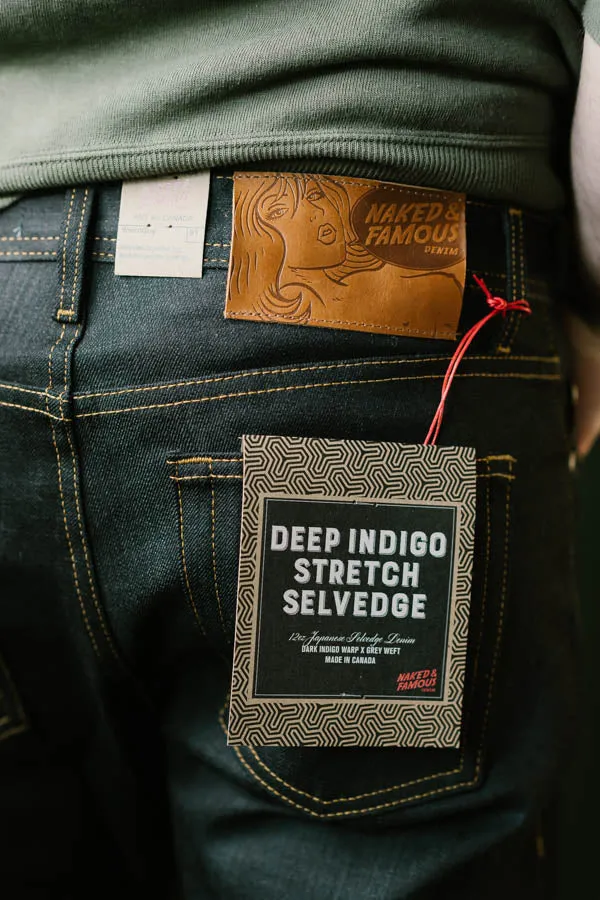 NAKED &
FAMOUS
DENIM
DEEP INDIGO
STRETCH
SELVEDGE
12oz Japanese Selvedge Denim
DARK INDIGO WARP X GREY WEFT
MADE IN CANADA
NAKED &
FAMOUS
DENIM